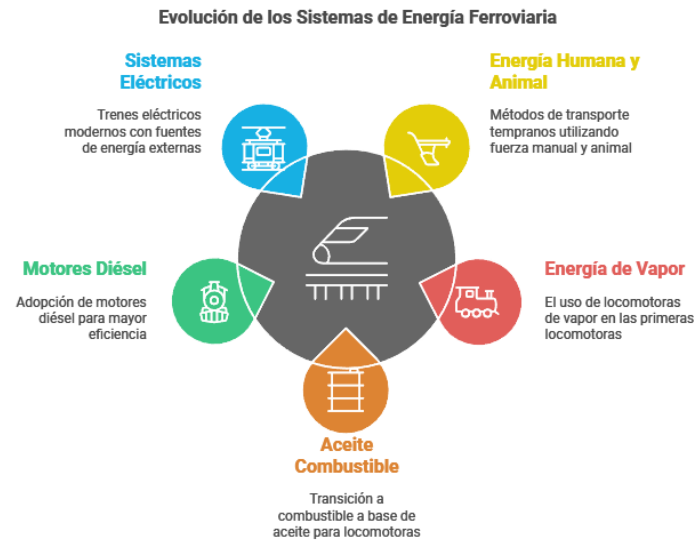 Evolución de los Sistemas de Energía Ferroviaria
Sistemas
Eléctricos
Trenes eléctricos
modernos con fuentes
de energía externas
Energía Humana y
Animal
Métodos de transporte
tempranos utilizando
fuerza manual y animal
Motores Diésel
Adopción de motores
diésel para mayor
eficiencia
Energía de Vapor
El uso de locomotoras
de vapor en las primeras
locomotoras
Aceite
Combustible
Transición a
combustible a base de
aceite para locomotoras